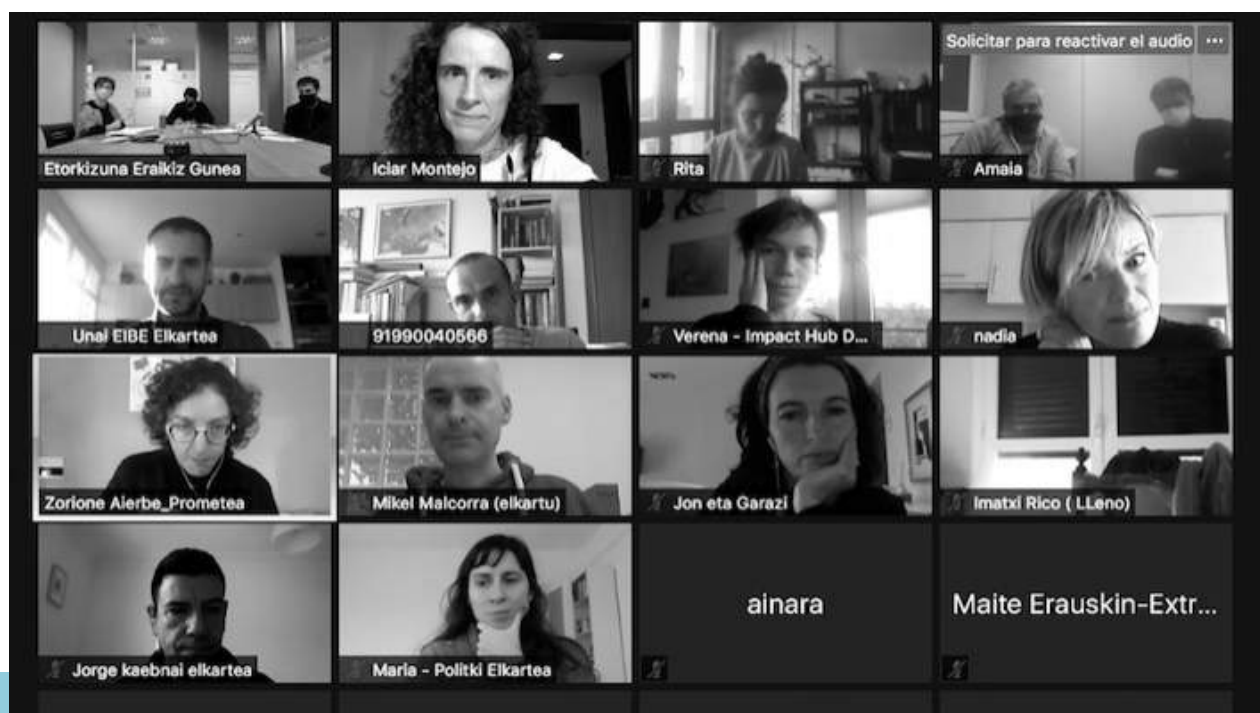 Solicitar para reactivar el audio ...
Etorkizuna Eraikiz Gunea
Iciar Montejo
Rita
Amaia
Unai EIBE Elkartea
91990040566
Verena - Impact Hub D...
nadia
Zorione Aierbe_Prometea
Mikel Malcorra (elkartu)
Jon eta Garazi
Imatxi Rico ( LLeno)
Jorge kaebnai elkartea
Maria - Politki Elkartea
ainara
Maite Erauskin-Extr...